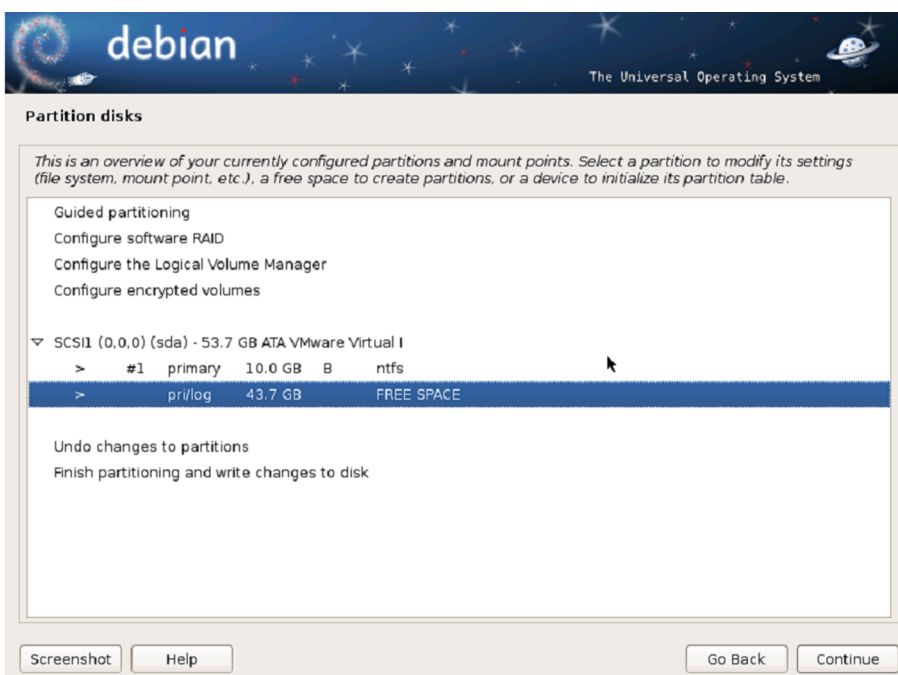 debian
The Universal Operating System
Partition disks
This is an overview of your currently configured partitions and mount points. Select a partition to modify its settings
(file system, mount point, etc.), a free space to create partitions, or a device to initialize its partition table.
Guided partitioning
Configure software RAID
Configure the Logical Volume Manager
Configure encrypted volumes
SCSI1 (0,0,0) (sda) - 53.7 GB ATA VMware Virtual I
> #1 primary 10.0 GB B ntfs
> pri/log 43.7 GB FREE SPACE
Undo changes to partitions
Finish partitioning and write changes to disk
Screenshot Help Go Back Continue